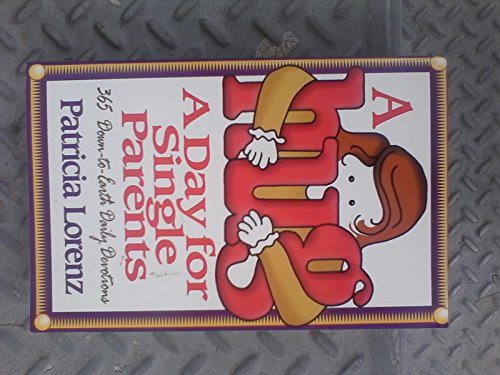 A
hug
A Day for
Single
Parents
365 Down-to-Earth Daily Devotions
Patricia Lorenz